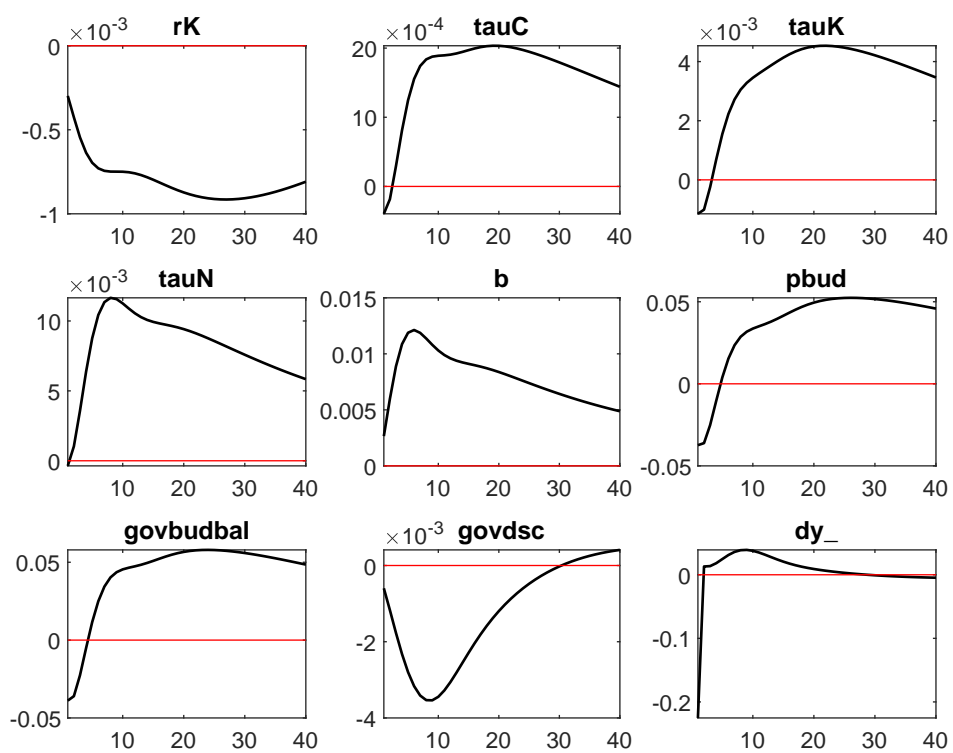 ×10⁻³ rK
0
-0.5
-1
10 20 30 40
×10⁻⁴ tauC
20
10
0
10 20 30 40
×10⁻³ tauK
4
2
0
10 20 30 40
×10⁻³ tauN
10
5
0
10 20 30 40
b
0.015
0.01
0.005
0
10 20 30 40
pbud
0.05
0
-0.05
10 20 30 40
govbudbal
0.05
0
-0.05
10 20 30 40
×10⁻³ govdsc
0
-2
-4
10 20 30 40
dy_
0
-0.1
-0.2
10 20 30 40